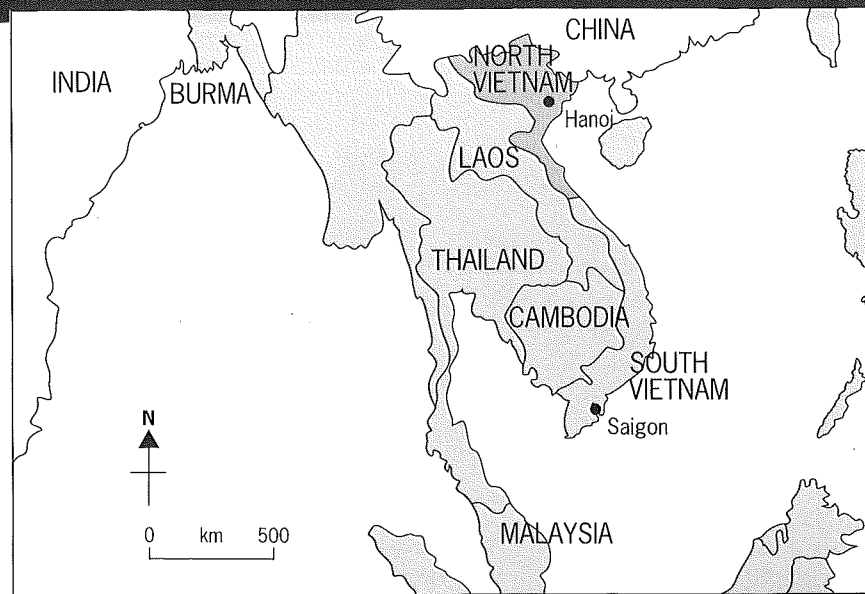 CHINA
NORTH
VIETNAM
INDIA
BURMA
Hanoi
LAOS
THAILAND
CAMBODIA
SOUTH
VIETNAM
Saigon
N
0 km 500
MALAYSIA